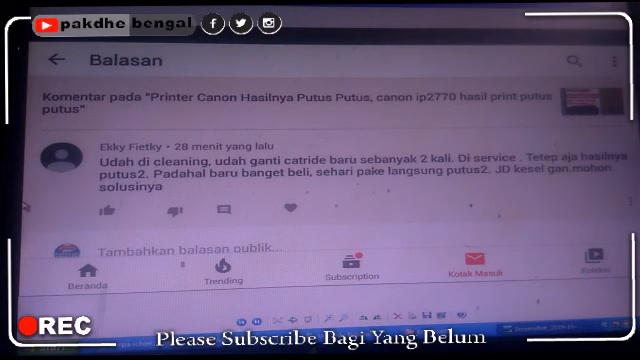 pakdhe bengal
Balasan
Komentar pada "Printer Canon Hasilnya Putus Putus, canon ip2770 hasil print putus
putus"
Ekky Fietky • 28 menit yang lalu
Udah di cleaning, udah ganti catride baru sebanyak 2 kali. Di service . Tetep aja hasilnya
putus2. Padahal baru banget beli, sehari pake langsung putus2. JD kesel gan.mohon
solusinya
Tambahkan balasan publik...
Beranda
Trending
Subscription
Kotak Masuk
Koleksi
REC
Please Subscribe Bagi Yang Belum